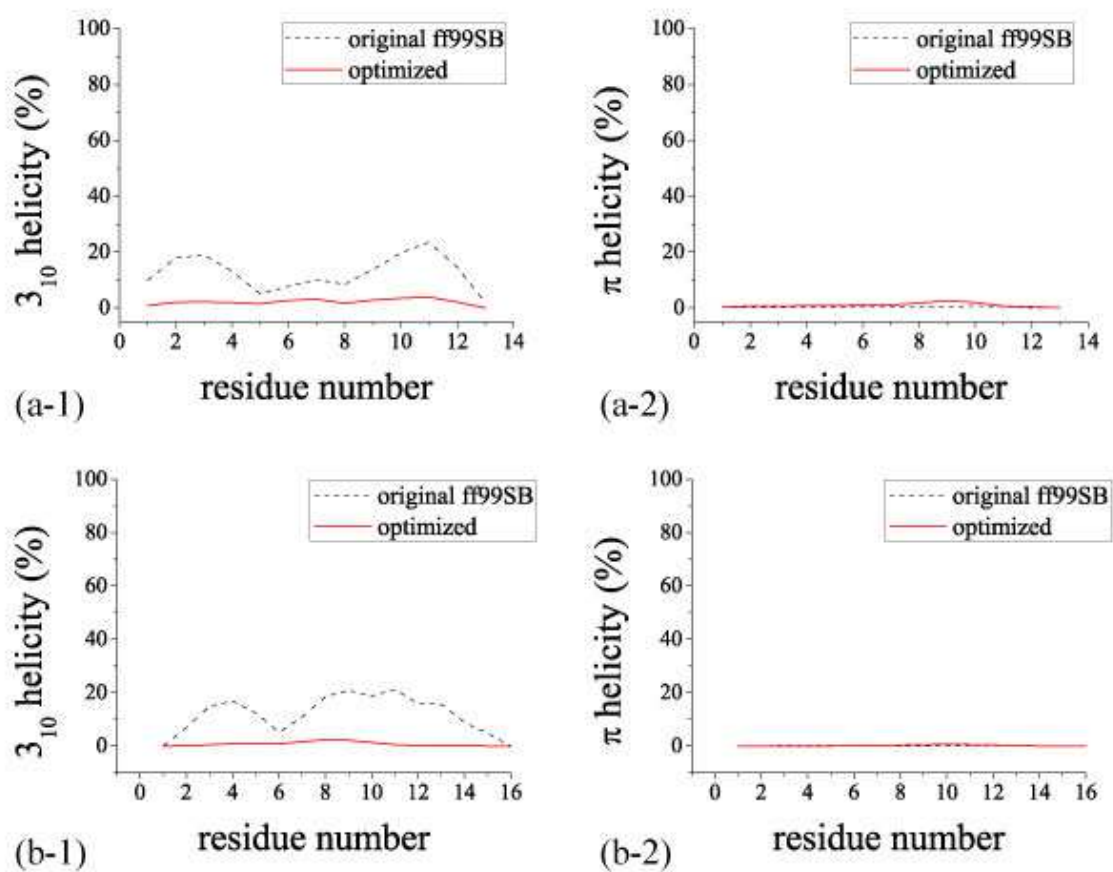 100
80
60
40
20
0
3₁₀ helicity (%)
original ff99SB
optimized
0 2 4 6 8 10 12 14
residue number
(a-1)
100
80
60
40
20
0
π helicity (%)
original ff99SB
optimized
0 2 4 6 8 10 12 14
residue number
(a-2)
100
80
60
40
20
0
3₁₀ helicity (%)
original ff99SB
optimized
0 2 4 6 8 10 12 14 16
residue number
(b-1)
100
80
60
40
20
0
π helicity (%)
original ff99SB
optimized
0 2 4 6 8 10 12 14 16
residue number
(b-2)